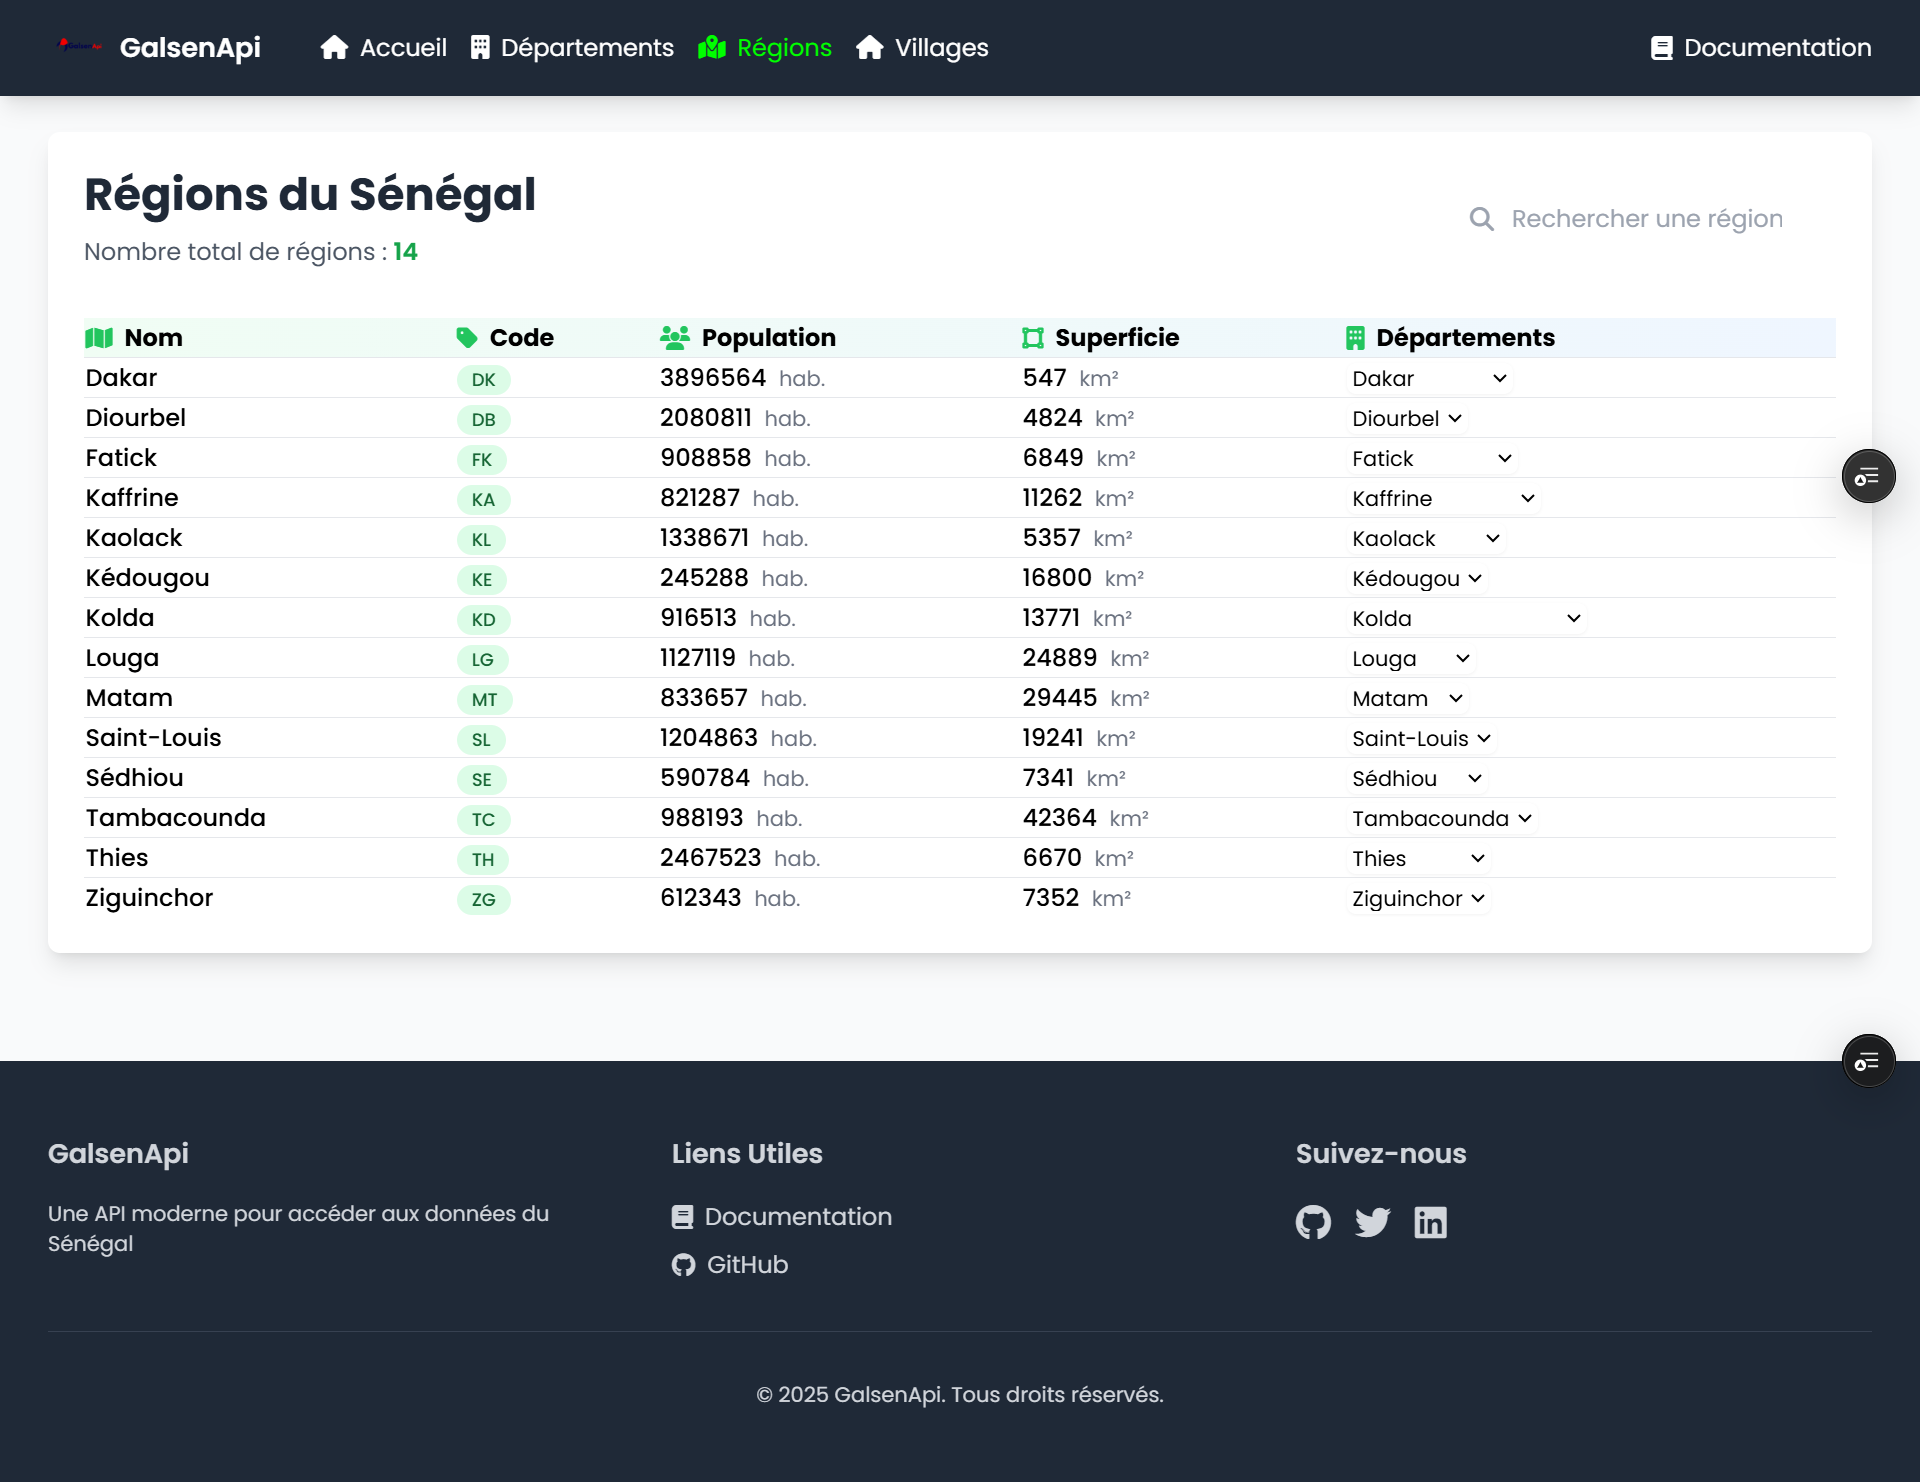 GalsenApi Accueil Départements Régions Villages Documentation
Régions du Sénégal
Rechercher une région
Nombre total de régions : 14
Nom Code Population Superficie Départements
Dakar DK 3896564 hab. 547 km² Dakar
Diourbel DB 2080811 hab. 4824 km² Diourbel
Fatick FK 908858 hab. 6849 km² Fatick
Kaffrine KA 821287 hab. 11262 km² Kaffrine
Kaolack KL 1338671 hab. 5357 km² Kaolack
Kédougou KE 245288 hab. 16800 km² Kédougou
Kolda KD 916513 hab. 13771 km² Kolda
Louga LG 1127119 hab. 24889 km² Louga
Matam MT 833657 hab. 29445 km² Matam
Saint-Louis SL 1204863 hab. 19241 km² Saint-Louis
Sédhiou SE 590784 hab. 7341 km² Sédhiou
Tambacounda TC 988193 hab. 42364 km² Tambacounda
Thies TH 2467523 hab. 6670 km² Thies
Ziguinchor ZG 612343 hab. 7352 km² Ziguinchor
GalsenApi
Une API moderne pour accéder aux données du
Sénégal
Liens Utiles
Documentation
GitHub
Suivez-nous
© 2025 GalsenApi. Tous droits réservés.